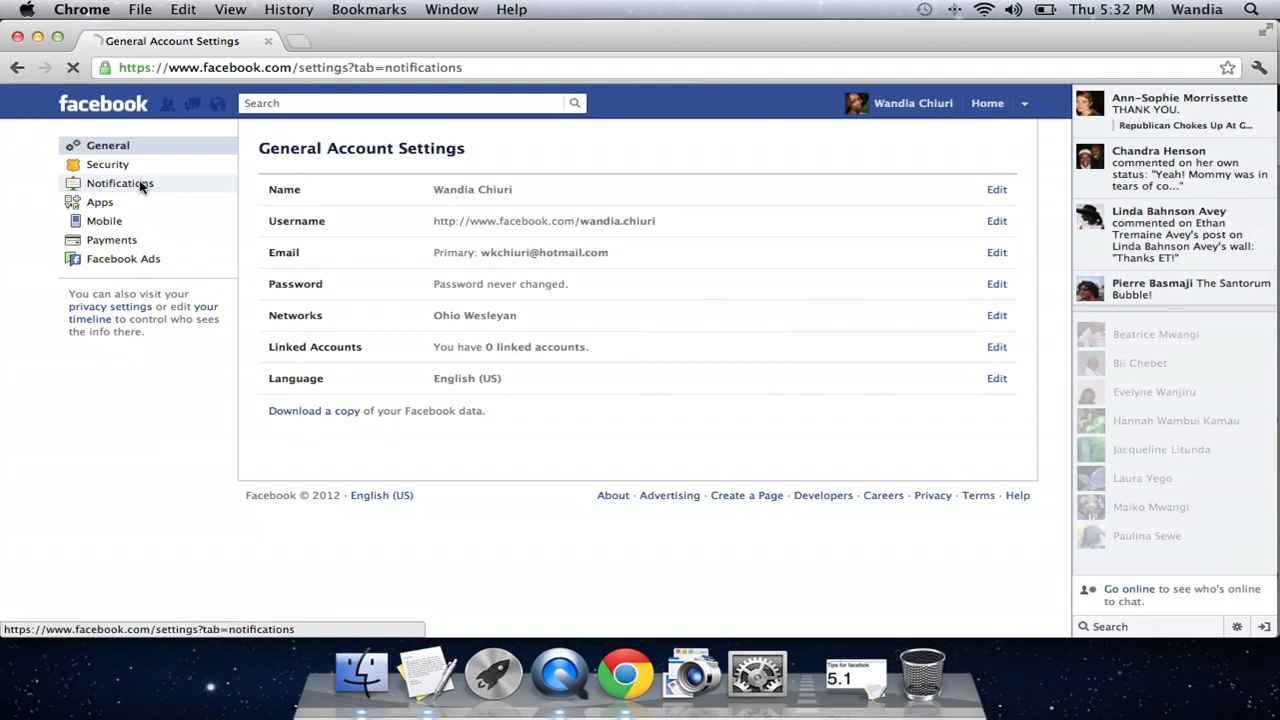 Chrome File Edit View History Bookmarks Window Help Thu 5:32 PM Wandia
General Account Settings
https://www.facebook.com/settings?tab=notifications
facebook Search Wandia Chiuri Home
General
Security
Notifications
Apps
Mobile
Payments
Facebook Ads
You can also visit your
privacy settings or edit your
timeline to control who sees
the info there.
General Account Settings
Name Wandia Chiuri Edit
Username http://www.facebook.com/wandia.chiuri Edit
Email Primary: wkchiuri@hotmail.com Edit
Password Password never changed. Edit
Networks Ohio Wesleyan Edit
Linked Accounts You have 0 linked accounts. Edit
Language English (US) Edit
Download a copy of your Facebook data.
Facebook © 2012 · English (US)
About · Advertising · Create a Page · Developers · Careers · Privacy · Terms · Help
Ann-Sophie Morrissette
THANK YOU.
Republican Chokes Up At G...
Chandra Henson
commented on her own
status: "Yeah! Mommy was in
tears of co..."
Linda Bahnson Avey
commented on Ethan
Tremaine Avey's post on
Linda Bahnson Avey's wall:
"Thanks ET!"
Pierre Basmaji The Santorum
Bubble!
Beatrice Mwangi
Bii Chebet
Evelyne Wanjiru
Hannah Wambui Kamau
Jacqueline Litunda
Laura Yego
Maiko Mwangi
Paulina Sewe
Go online to see who's online
to chat.
Search
https://www.facebook.com/settings?tab=notifications
Tips for facebok
5.1